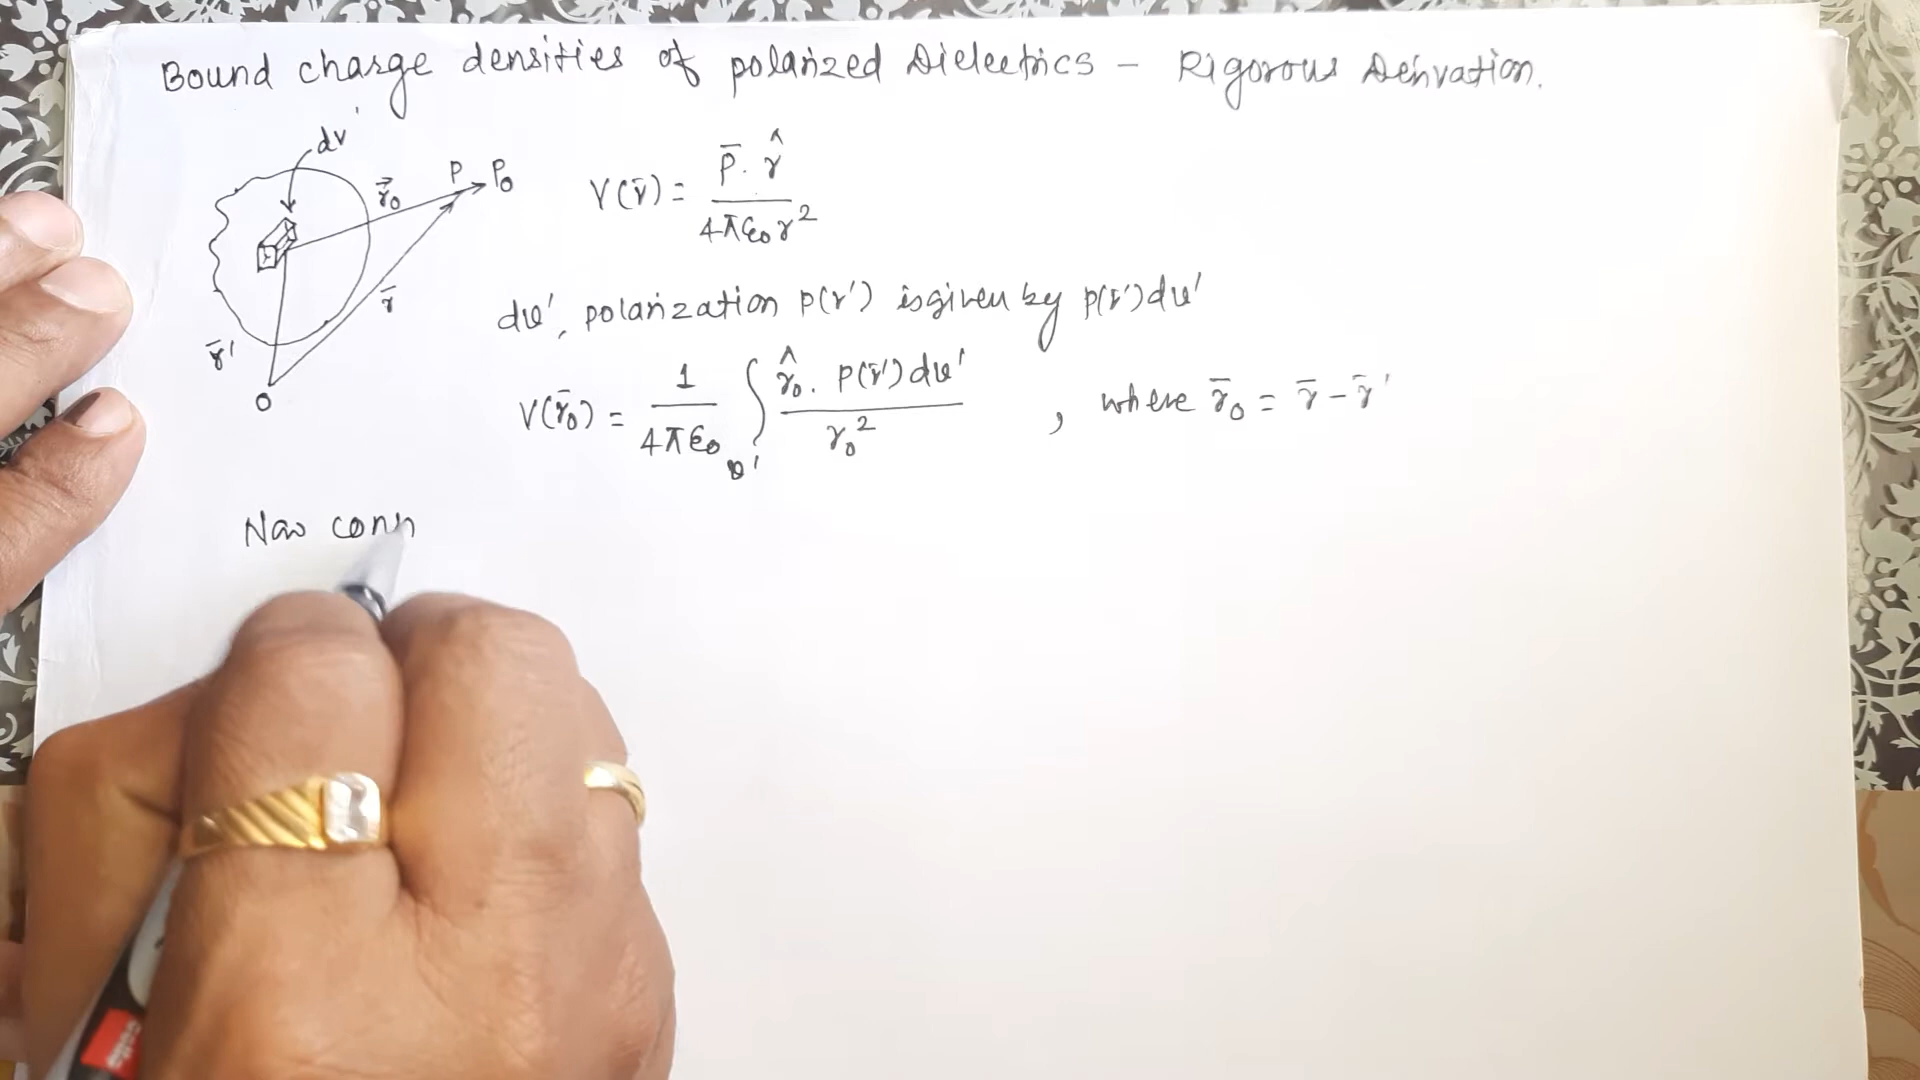 Bound charge densities of polarized Dielectrics – Rigorous Derivation.
dv'
P P₀
r⃗₀
r̄
r̄'
O
V(r̄) = p̄ . r̂ / 4πε₀r²
dv', polarization p(r') is given by p(r̄')dv'
V(r̄₀) = 1/4πε₀ ∫v' r̂₀ . p(r̄')dv' / r₀² , where r̄₀ = r̄ – r̄'
Now con